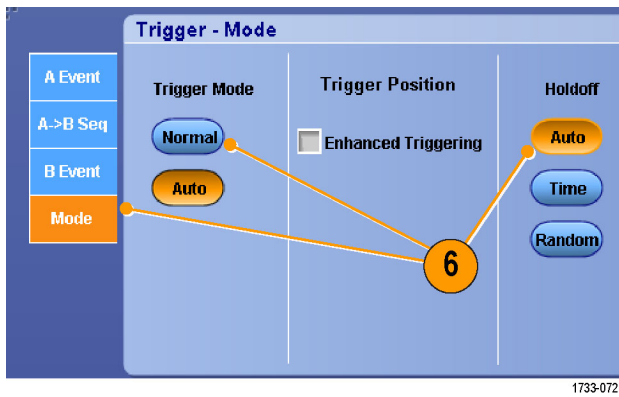 Trigger - Mode
A Event
A->B Seq
B Event
Mode
Trigger Mode
Normal
Auto
Trigger Position
Enhanced Triggering
Holdoff
Auto
Time
Random
6
1733-072